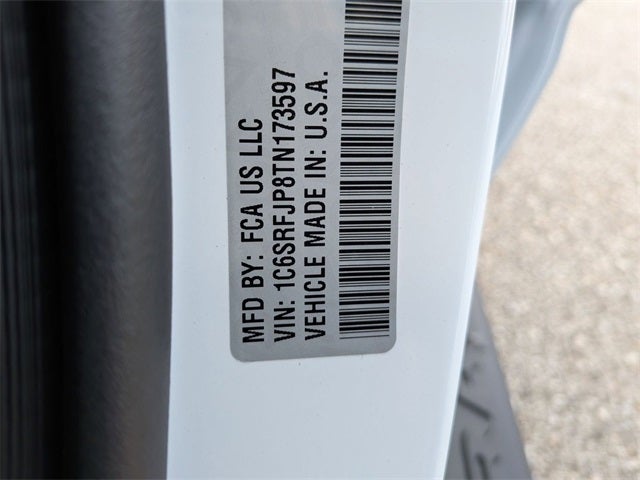 MFD BY: FCA US LLC
VIN: 1C6SRFJP8TN173597
VEHICLE MADE IN: U.S.A.